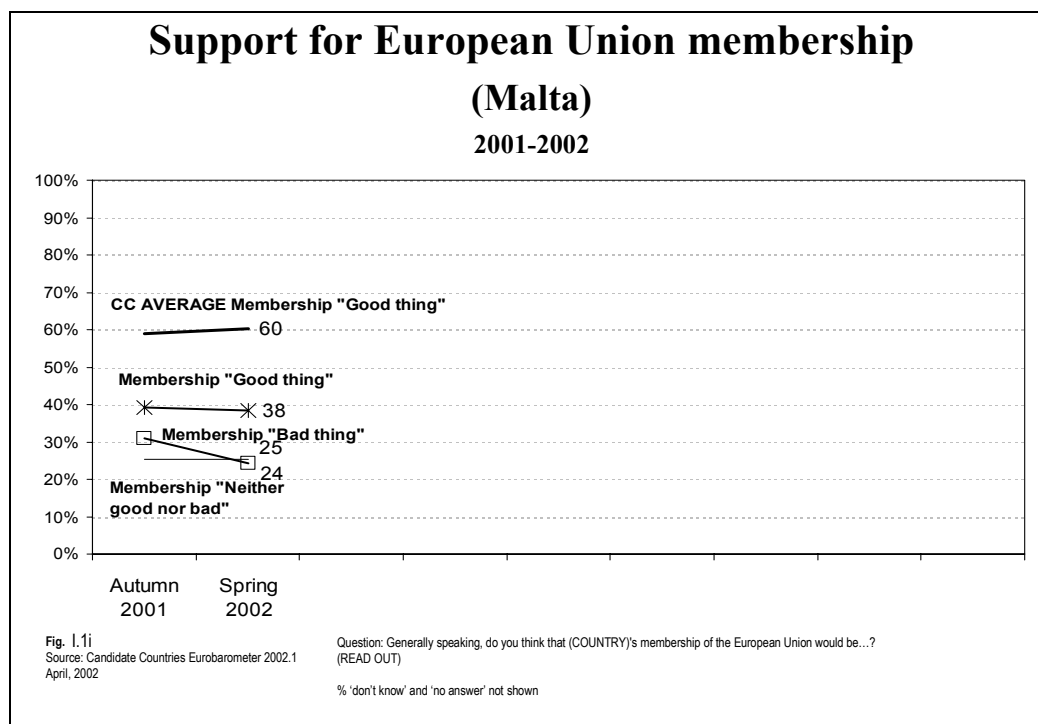 Support for European Union membership
(Malta)
2001-2002
100%
90%
80%
70%
60%
50%
40%
30%
20%
10%
0%
CC AVERAGE Membership "Good thing"
60
Membership "Good thing"
38
Membership "Bad thing"
25
24
Membership "Neither
good nor bad"
Autumn
2001
Spring
2002
Fig. I.1i
Source: Candidate Countries Eurobarometer 2002.1
April, 2002
Question: Generally speaking, do you think that (COUNTRY)'s membership of the European Union would be…?
(READ OUT)
% ‘don’t know’ and ‘no answer’ not shown